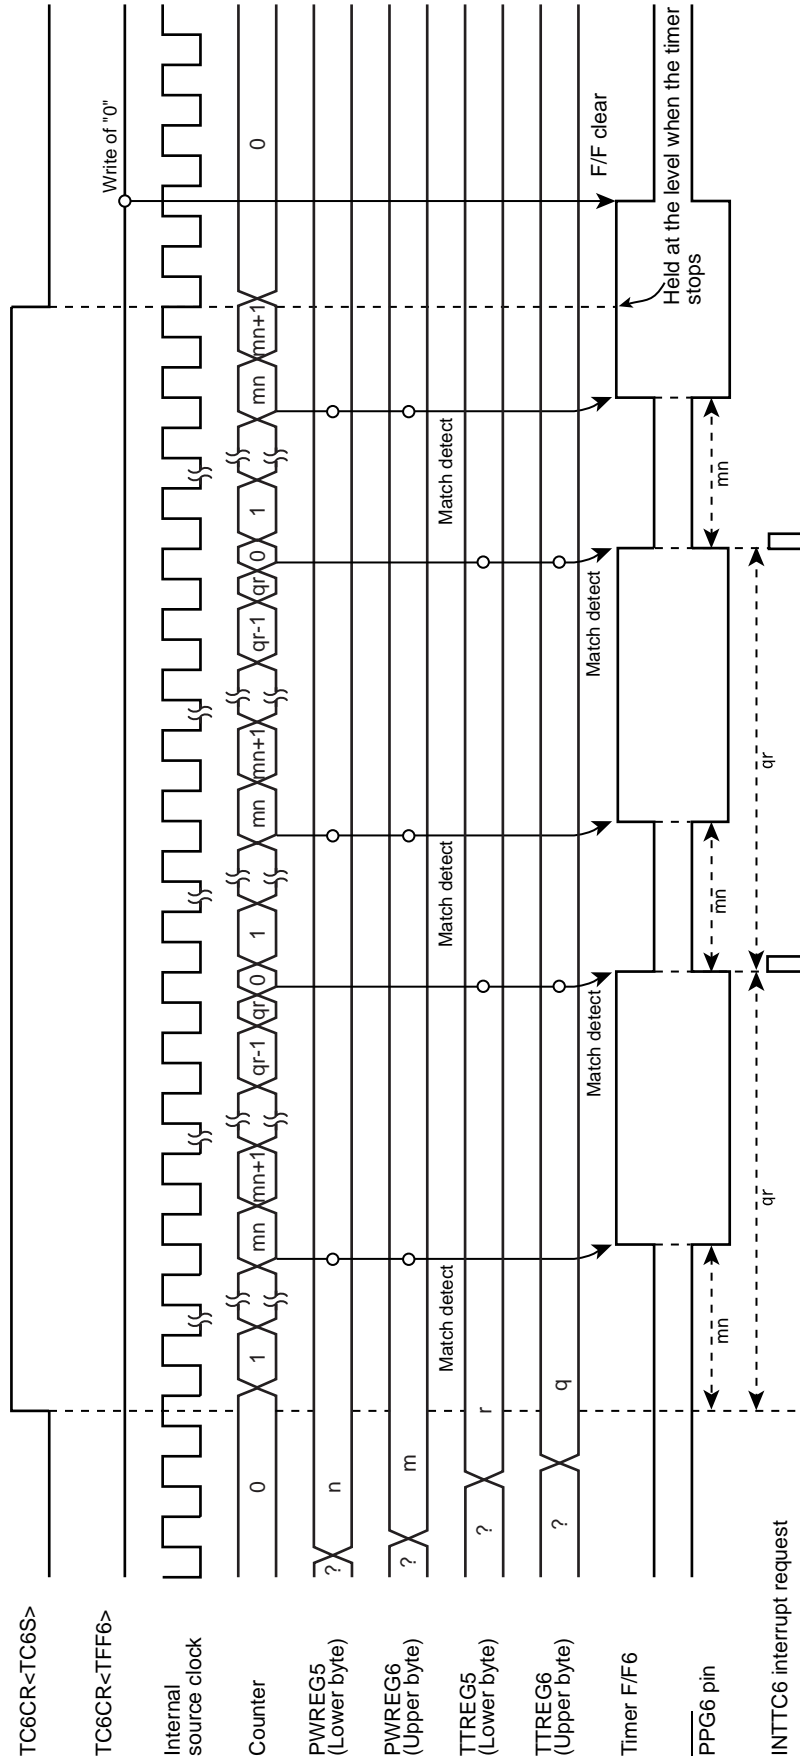 TC6CR<TC6S>
TC6CR<TFF6>
Write of "0"
Internal
source clock
Counter
0
1
mn
mn+1
qr-1
qr
0
1
mn
mn+1
qr-1
qr
0
1
mn
mn+1
0
PWREG5
(Lower byte)
?
n
PWREG6
(Upper byte)
?
m
Match detect
Match detect
Match detect
TTREG5
(Lower byte)
?
r
TTREG6
(Upper byte)
?
q
Match detect
Match detect
F/F clear
Timer F/F6
Held at the level when the timer
stops
PPG6 pin
mn
mn
mn
qr
qr
INTTC6 interrupt request